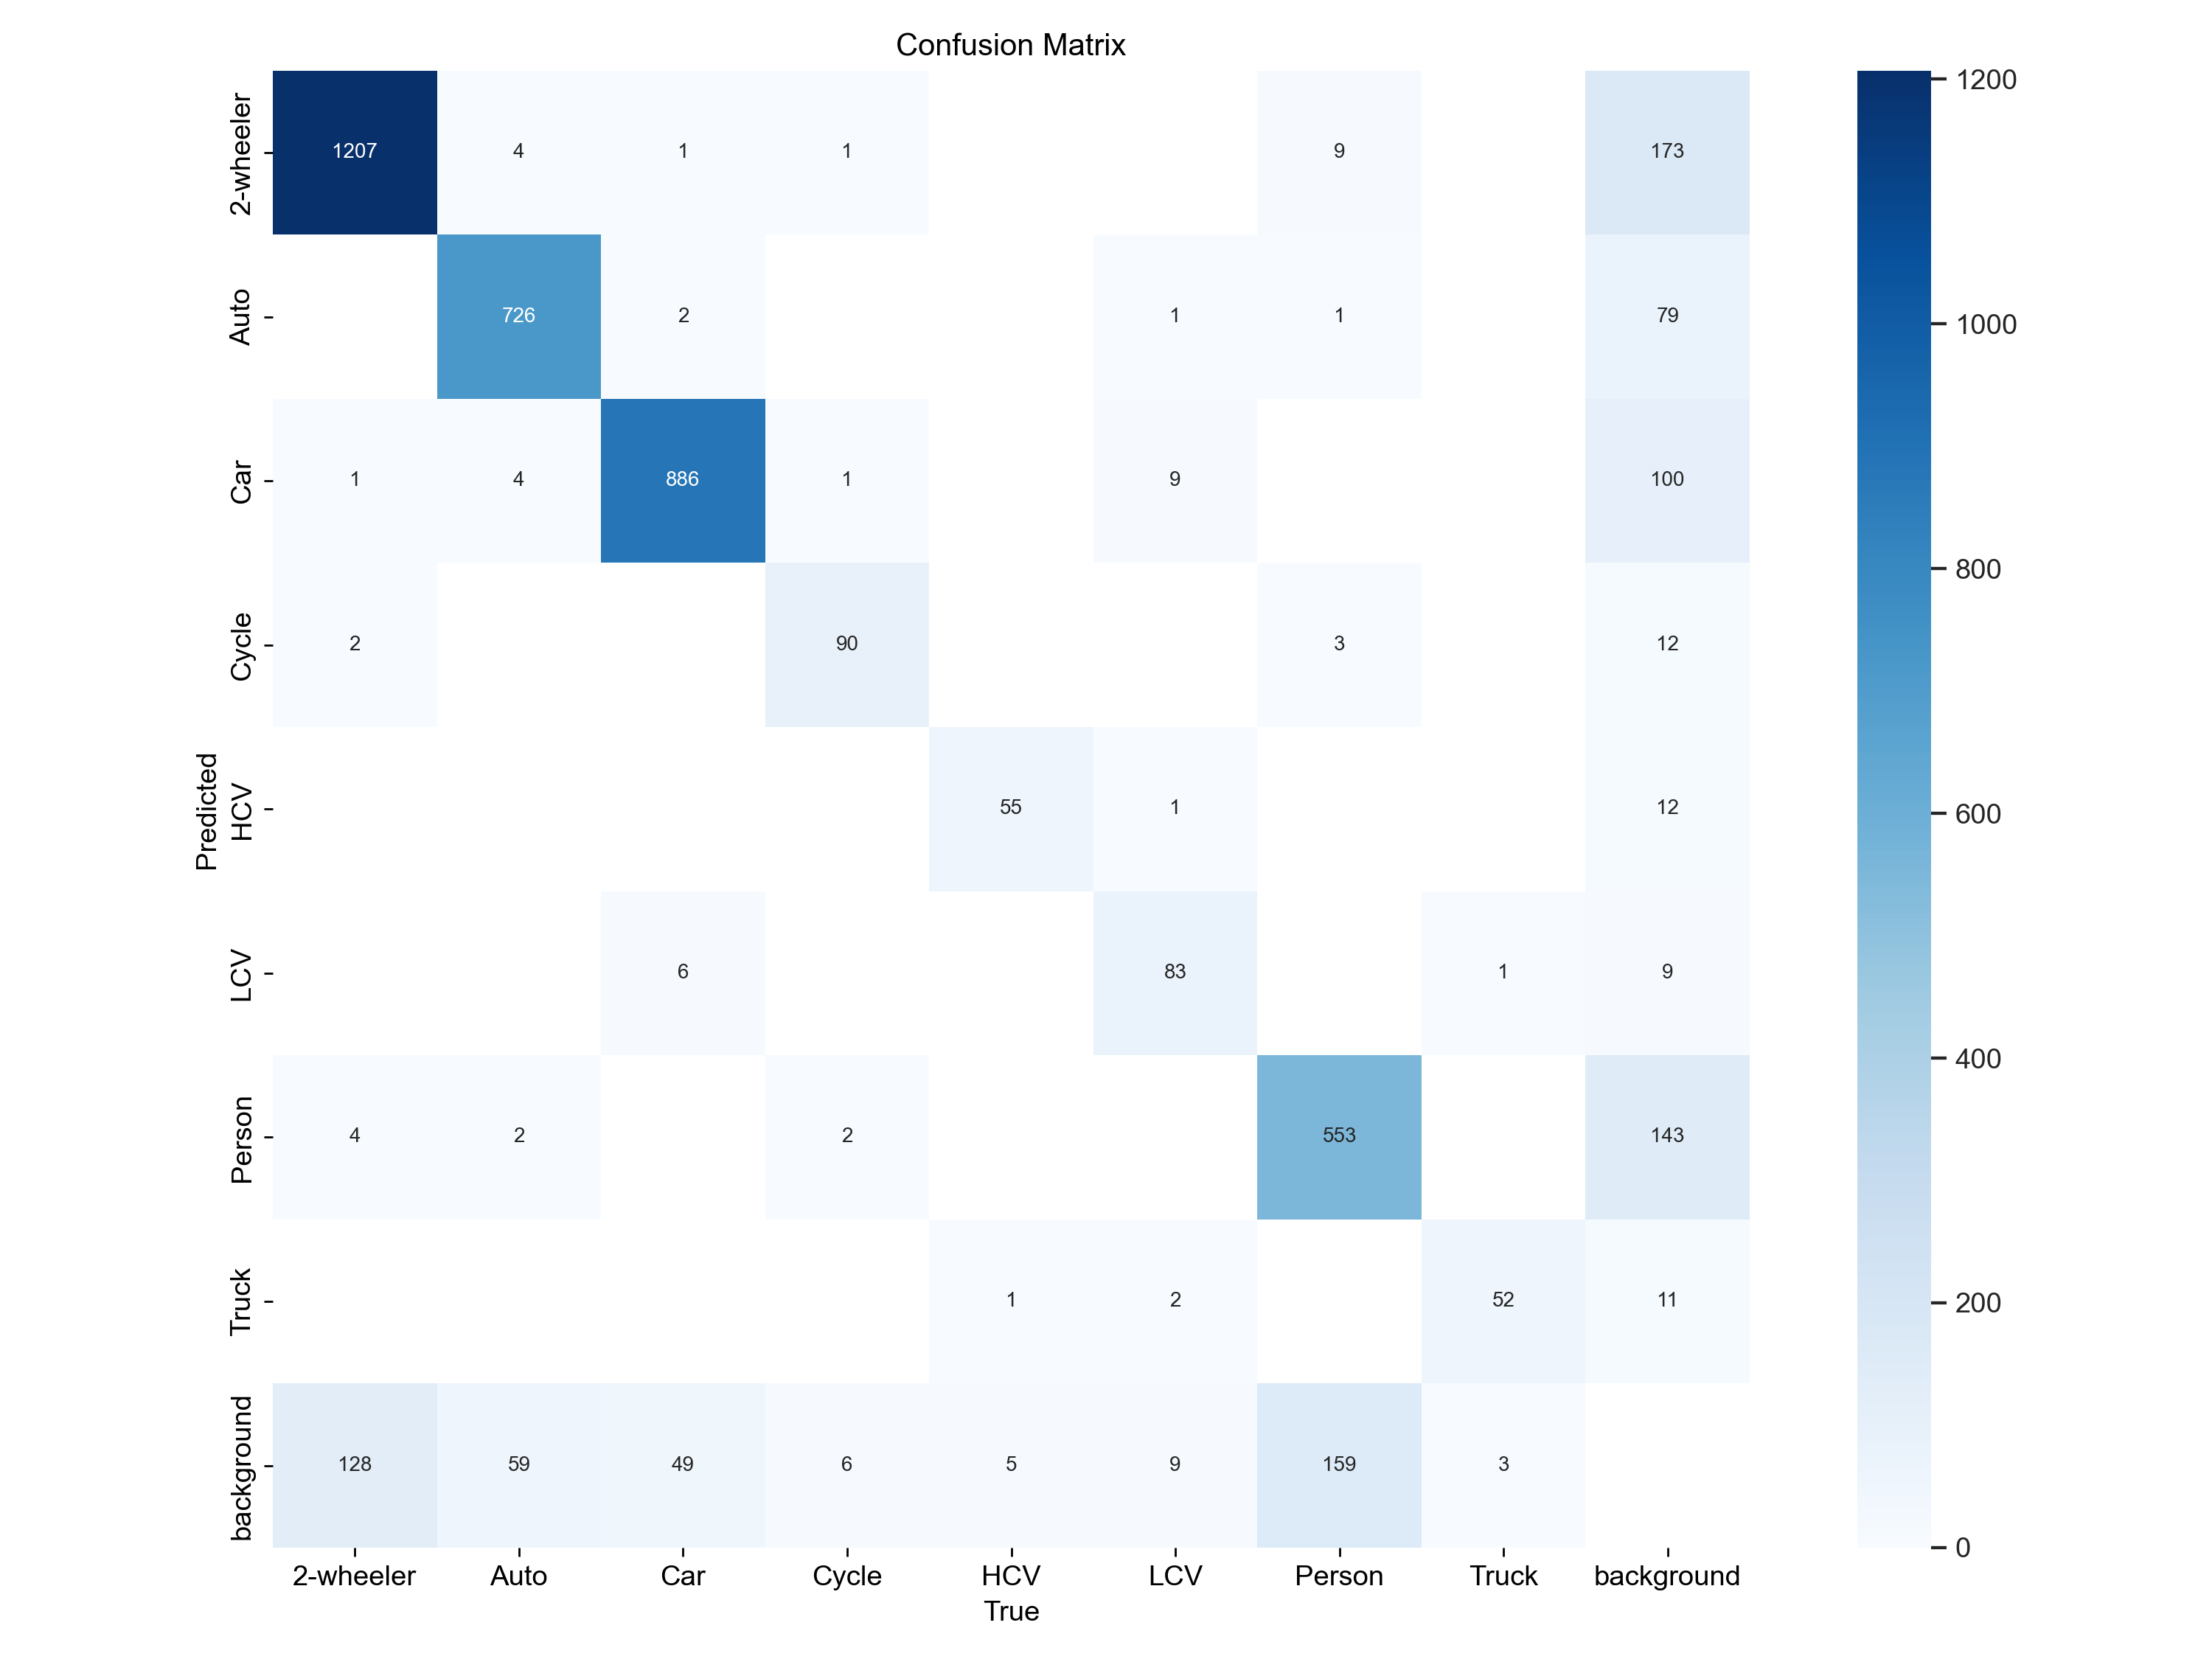 Confusion Matrix
2-wheeler 1207 4 1 1 9 173
Auto 726 2 1 1 79
Car 1 4 886 1 9 100
Cycle 2 90 3 12
HCV 55 1 12
LCV 6 83 1 9
Person 4 2 2 553 143
Truck 1 2 52 11
background 128 59 49 6 5 9 159 3
Predicted
2-wheeler Auto Car Cycle HCV LCV Person Truck background
True
1200
1000
800
600
400
200
0